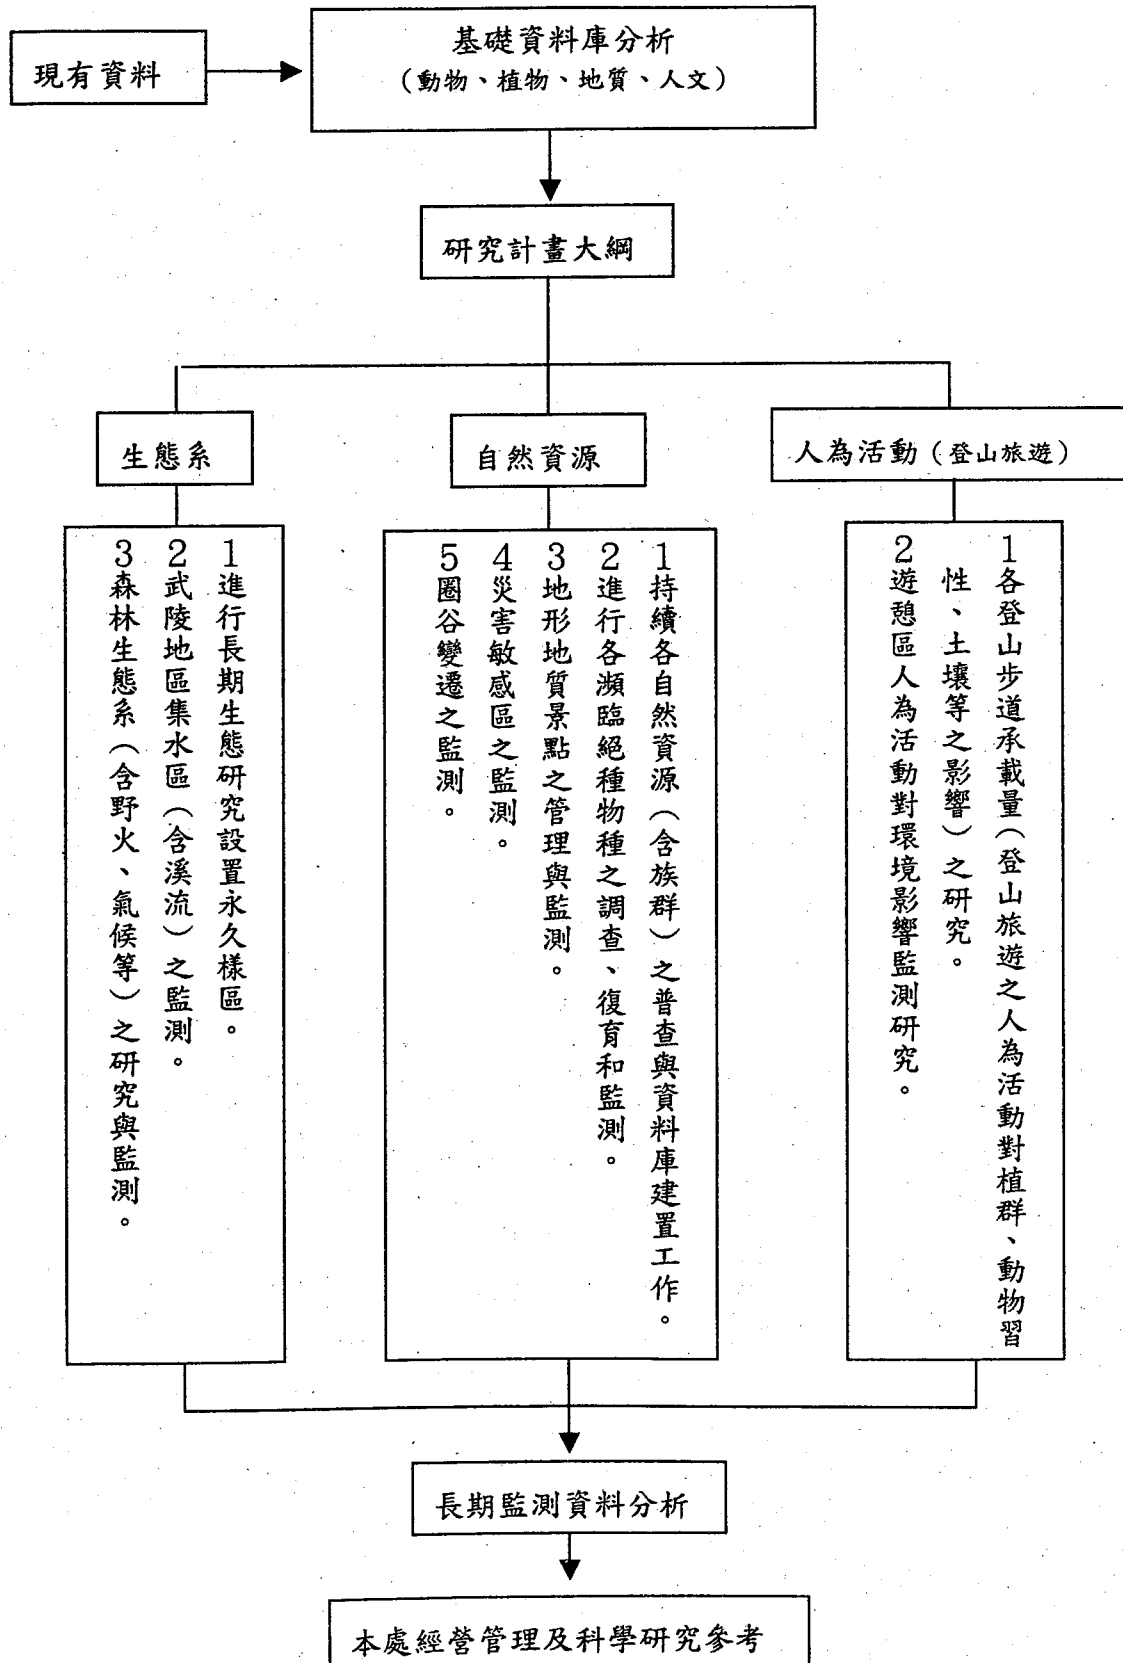 現有資料
基礎資料庫分析
（動物、植物、地質、人文）
研究計畫大綱
生態系
自然資源
人為活動（登山旅遊）
1進行長期生態研究設置永久樣區。
2武陵地區集水區（含溪流）之監測。
3森林生態系（含野火、氣候等）之研究與監測。
1持續各自然資源（含族群）之普查與資料庫建置工作。
2進行各瀕臨絕種物種之調查、復育和監測。
3地形地質景點之管理與監測。
4災害敏感區之監測。
5圈谷變遷之監測。
1各登山步道承載量（登山旅遊之人為活動對植群、動物習
性、土壤等之影響）之研究。
2遊憩區人為活動對環境影響監測研究。
長期監測資料分析
本處經營管理及科學研究參考